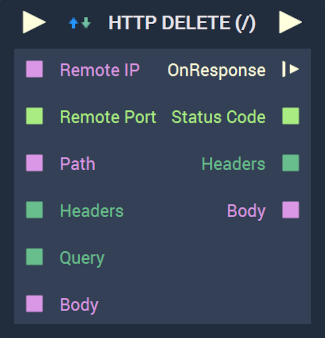 HTTP DELETE (/)
Remote IP OnResponse
Remote Port Status Code
Path Headers
Headers Body
Query
Body